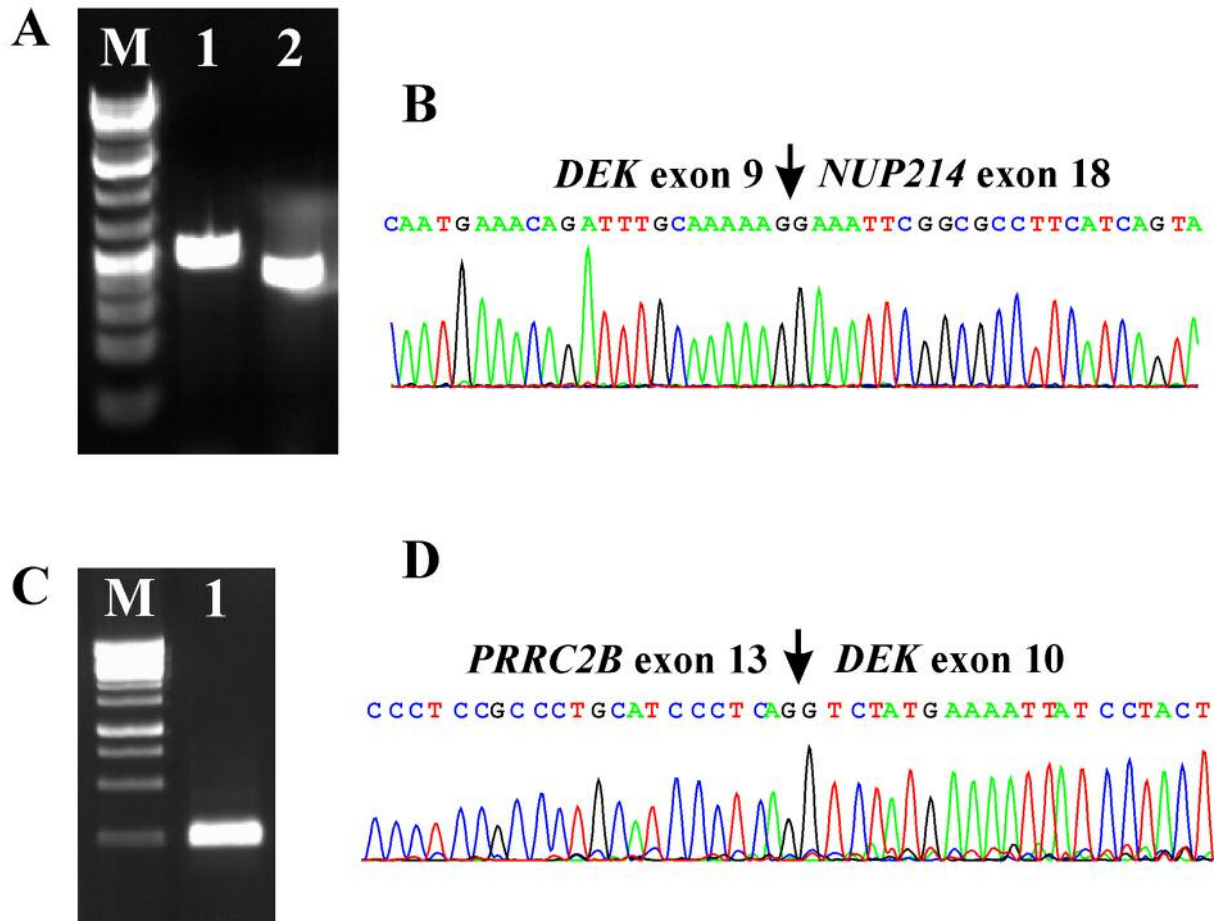 A
M 1 2
B
DEK exon 9 NUP214 exon 18
CAATGAAACAGATTTGCAAAAAGGAAATTCGGCGCCTTCATCAGTA
C
M 1
D
PRRC2B exon 13 DEK exon 10
CCCTCCGCCCTGCATCCCTCAGGTCTATGAAAATTATCCTACT